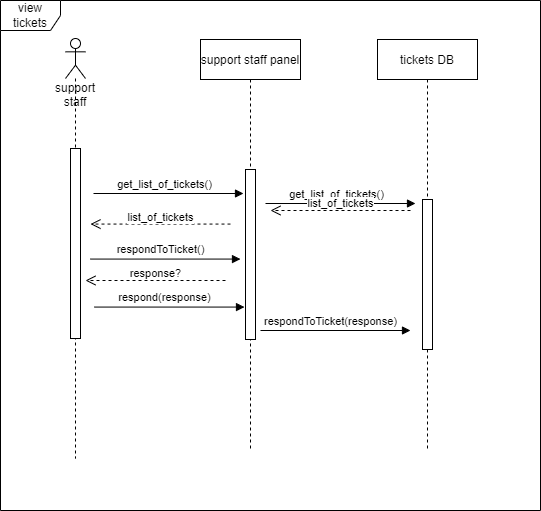 view
tickets
support
staff
support staff panel
tickets DB
get_list_of_tickets()
get_list_of_tickets()
list_of_tickets
list_of_tickets
respondToTicket()
response?
respond(response)
respondToTicket(response)